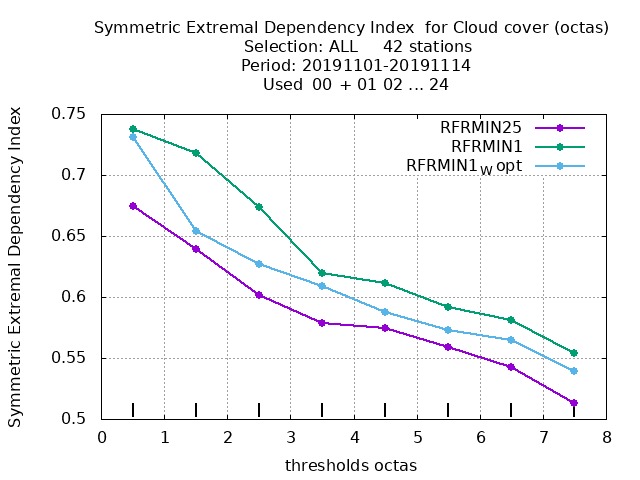 Symmetric Extremal Dependency Index  for Cloud cover (octas)
Selection: ALL     42 stations
Period: 20191101-20191114
Used  00 + 01 02 ... 24
Symmetric Extremal Dependency Index
0.75
0.7
0.65
0.6
0.55
0.5
RFRMIN25
RFRMIN1
RFRMIN1W opt
0 1 2 3 4 5 6 7 8
thresholds octas